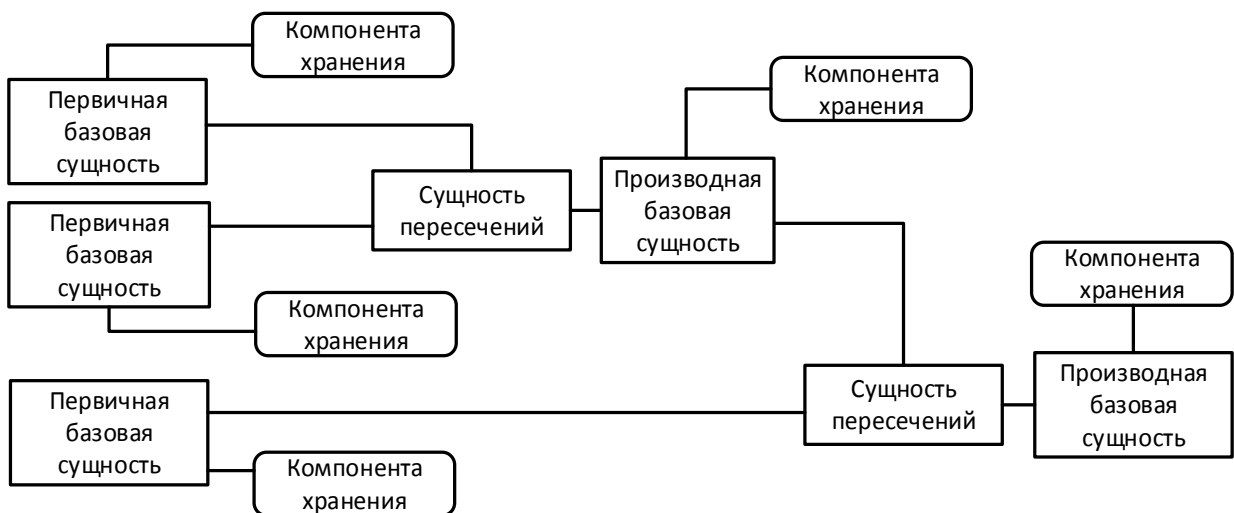 Компонента
хранения
Первичная
базовая
сущность
Компонента
хранения
Сущность
пересечений
Производная
базовая
сущность
Первичная
базовая
сущность
Компонента
хранения
Компонента
хранения
Первичная
базовая
сущность
Сущность
пересечений
Производная
базовая
сущность
Компонента
хранения